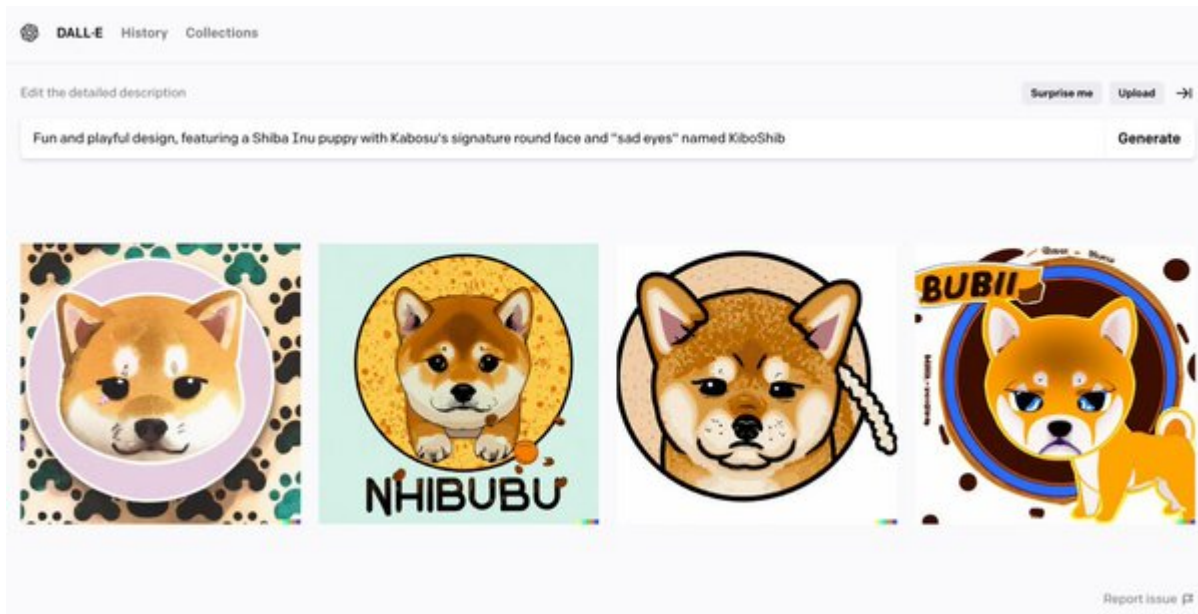 DALL·E History Collections
Edit the detailed description
Surprise me Upload
Fun and playful design, featuring a Shiba Inu puppy with Kabosu's signature round face and "sad eyes" named KiboShib
Generate
NHIBUBU
BUBII
Report issue